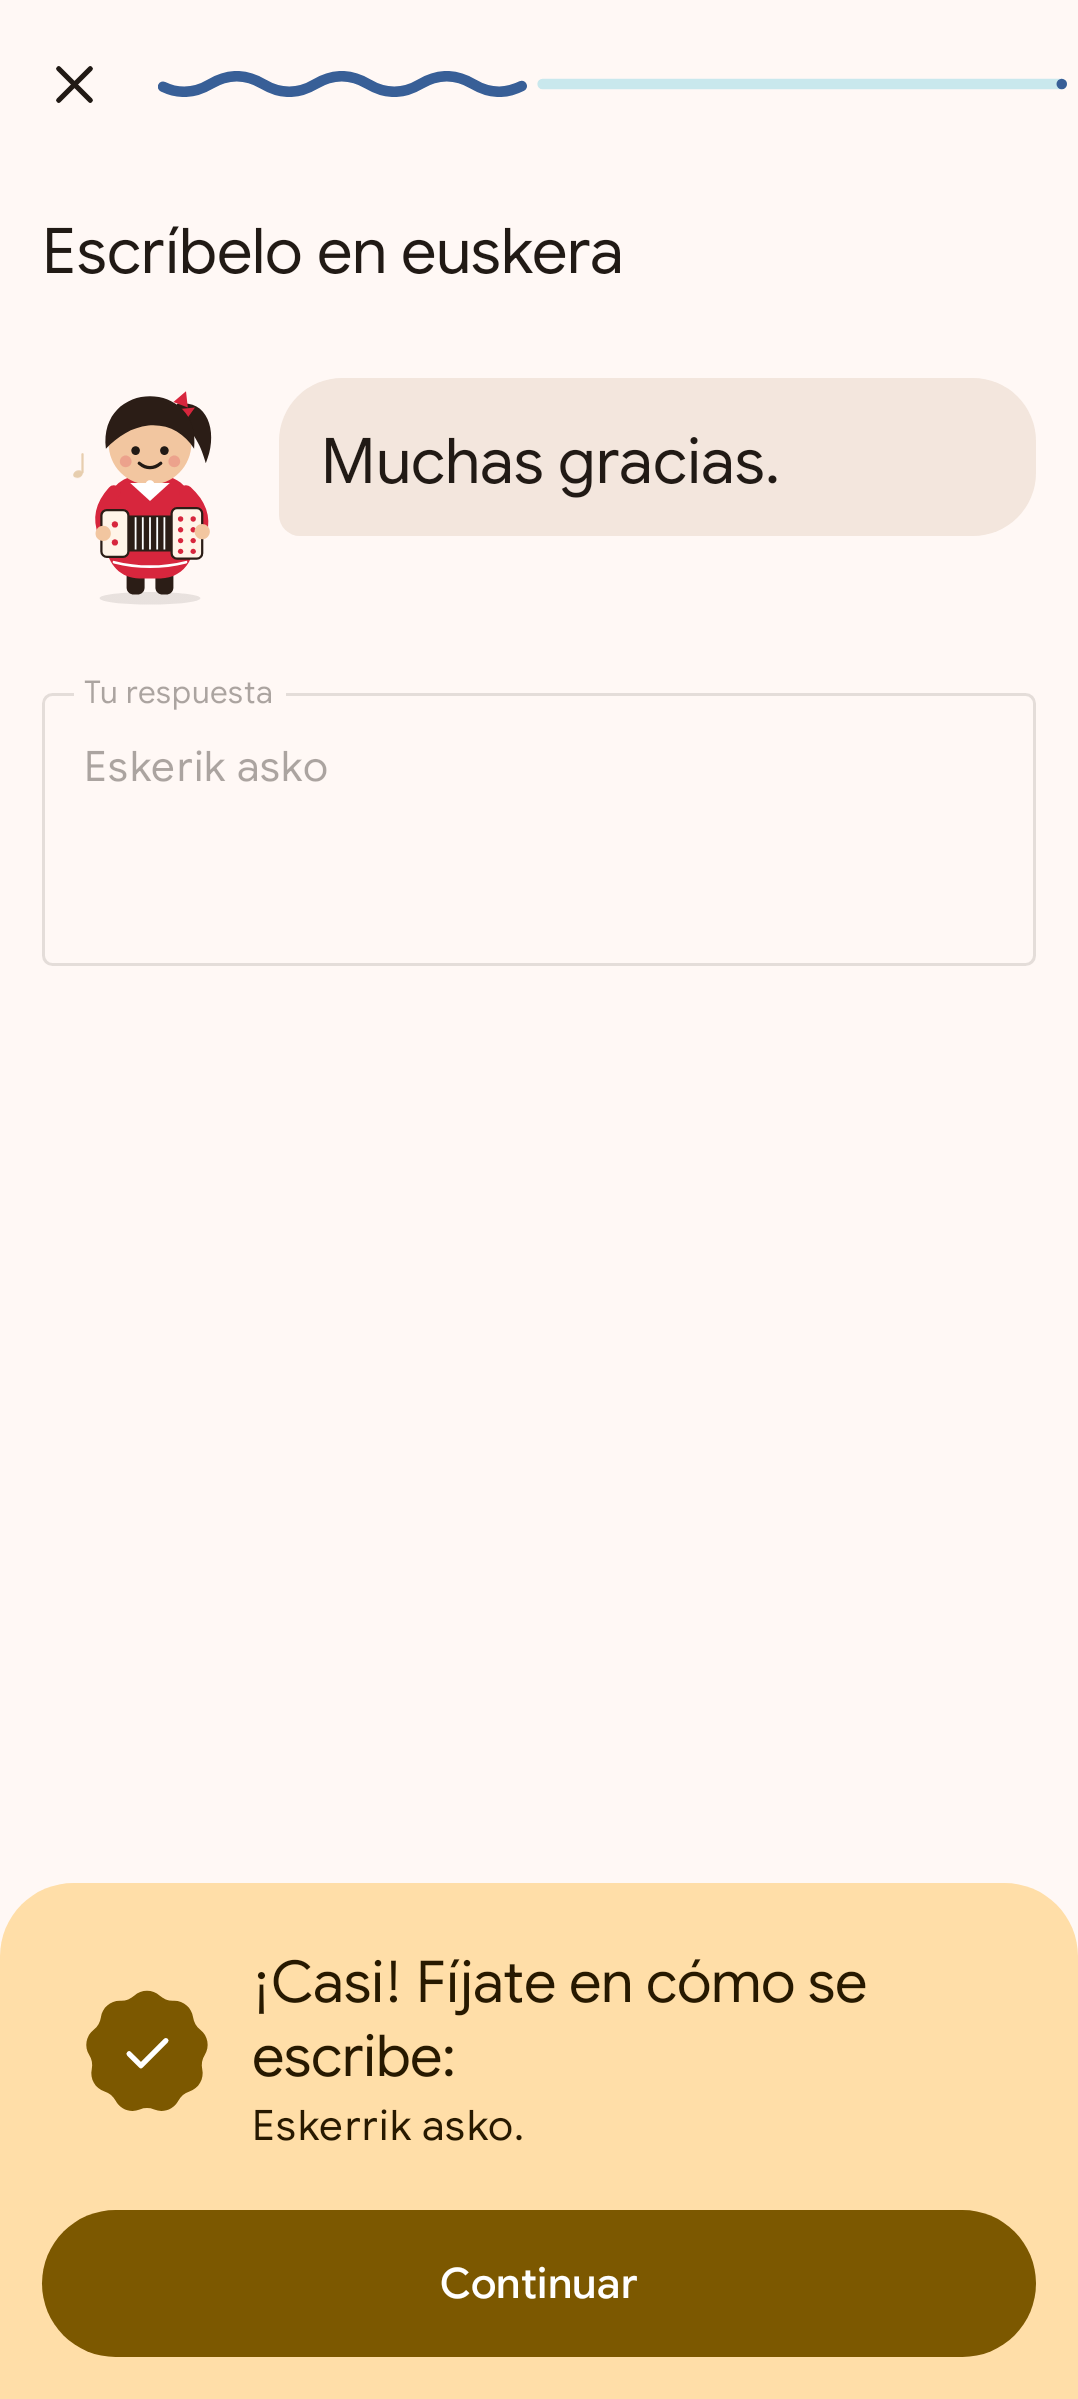 Escríbelo en euskera
Muchas gracias.
Tu respuesta
Eskerik asko
¡Casi! Fíjate en cómo se
escribe:
Eskerrik asko.
Continuar